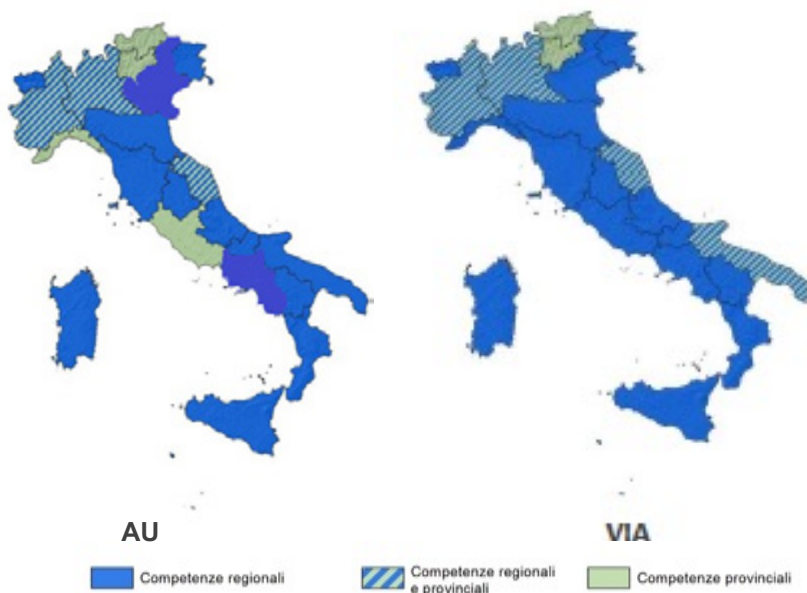 AU
VIA
Competenze regionali
Competenze regionali
e provinciali
Competenze provinciali